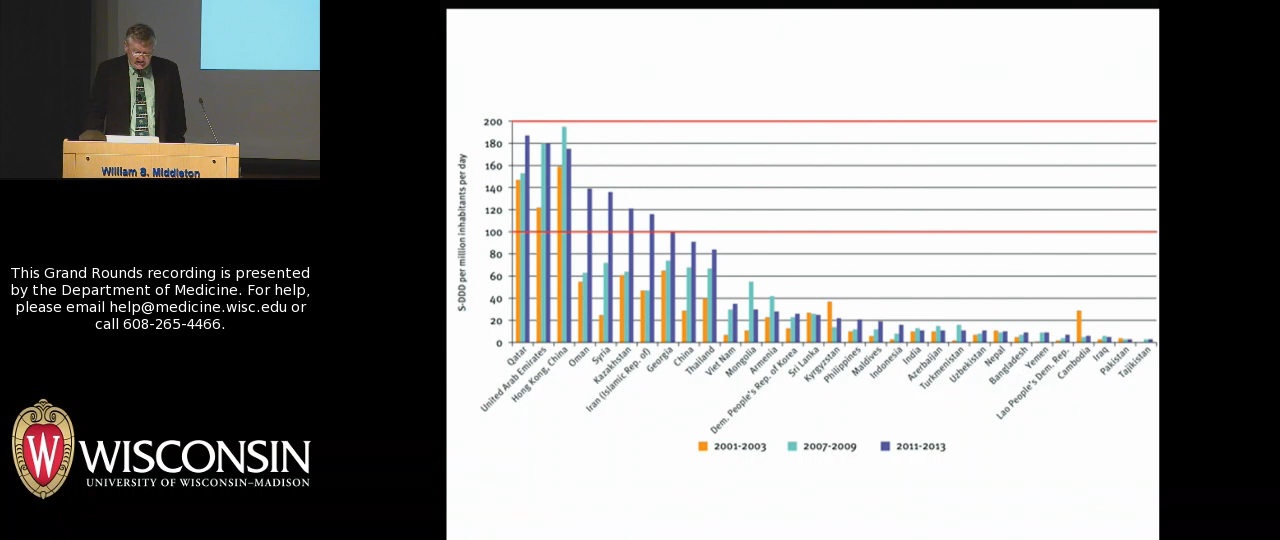 William S. Middleton
This Grand Rounds recording is presented
by the Department of Medicine. For help,
please email help@medicine.wisc.edu or
call 608-265-4466.
W
WISCONSIN
UNIVERSITY OF WISCONSIN–MADISON
S-DDD per million inhabitants per day
200
180
160
140
120
100
80
60
40
20
0
Qatar
United Arab Emirates
Hong Kong, China
Oman
Syria
Kazakhstan
Iran (Islamic Rep. of)
Georgia
China
Thailand
Viet Nam
Mongolia
Armenia
Dem. People's Rep. of Korea
Sri Lanka
Kyrgyzstan
Philippines
Maldives
Indonesia
India
Azerbaijan
Turkmenistan
Uzbekistan
Nepal
Bangladesh
Yemen
Lao People's Dem. Rep.
Cambodia
Iraq
Pakistan
Tajikistan
2001-2003
2007-2009
2011-2013